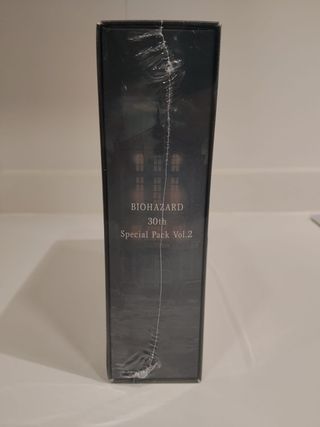 BIOHAZARD
30th
Special Pack Vol.2